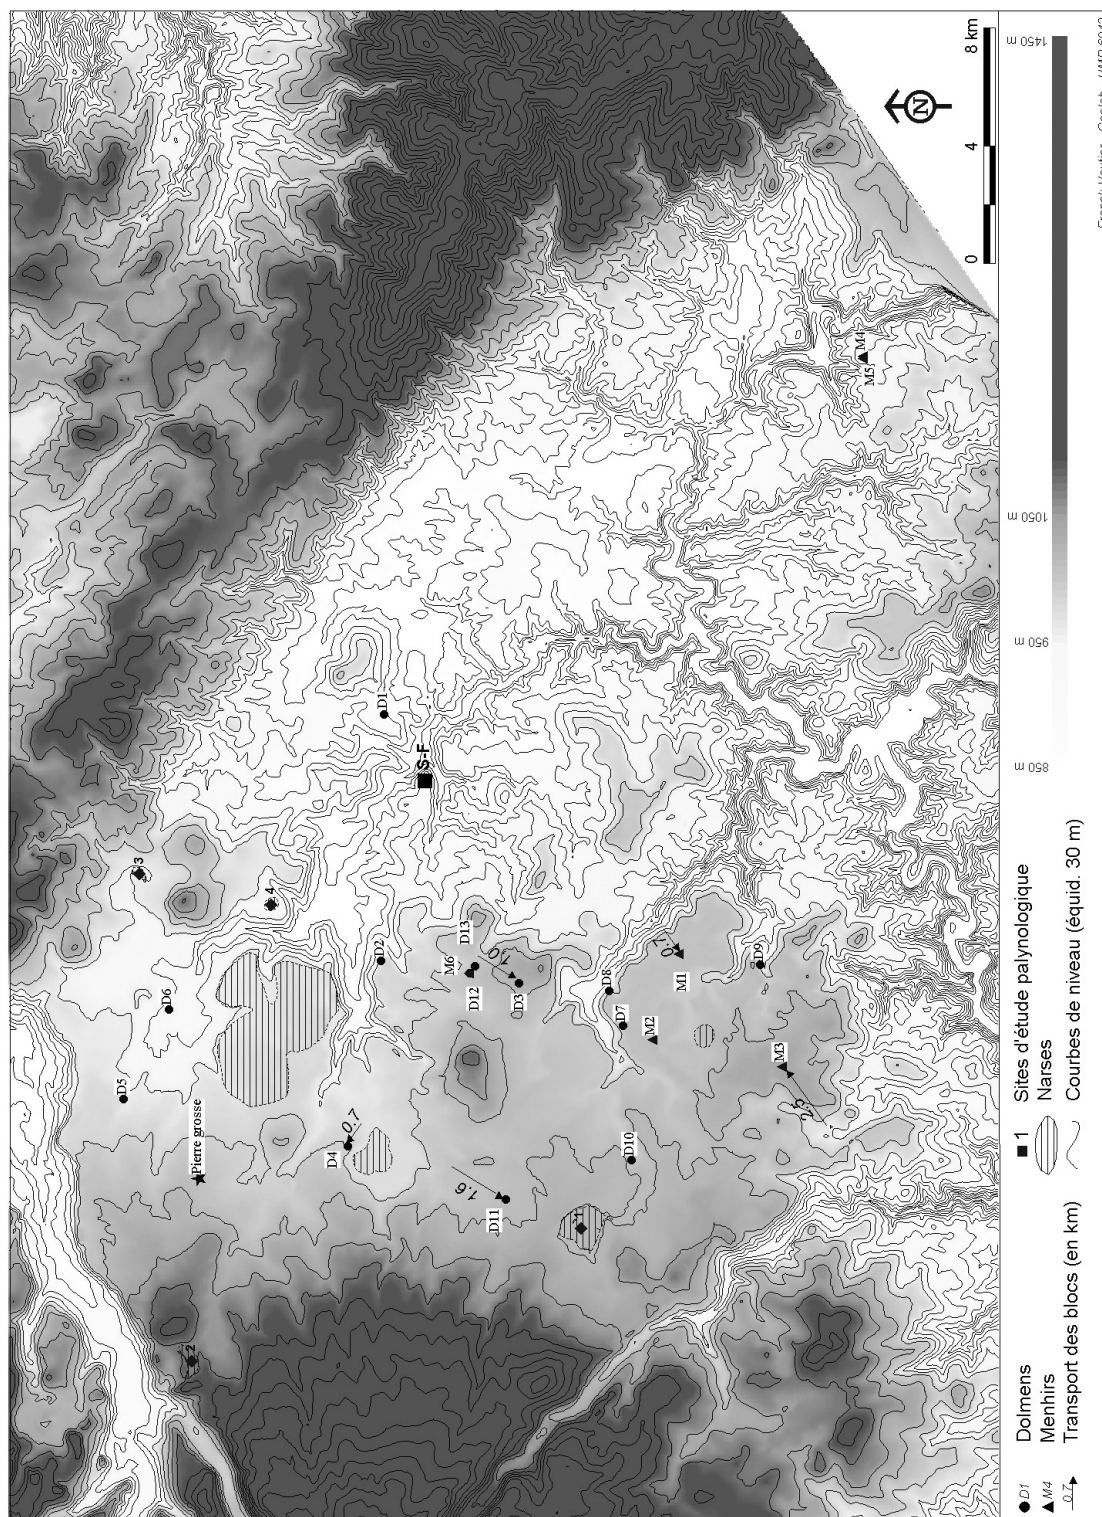 8 km
4
0
N
1450 m
1050 m
950 m
850 m
M4
M5
D1
S-F
3
4
D2
D6
D5
Pierre grosse
D4
0.7
D13
M6
D12
1.0
D3
D8
D7
M2
0.7
M1
D9
M3
2.5
D10
1.6
D11
1
2
D1 Dolmens
M4 Menhirs
0.7 Transport des blocs (en km)
1 Sites d'étude palynologique
Narses
Courbes de niveau (équid. 30 m)